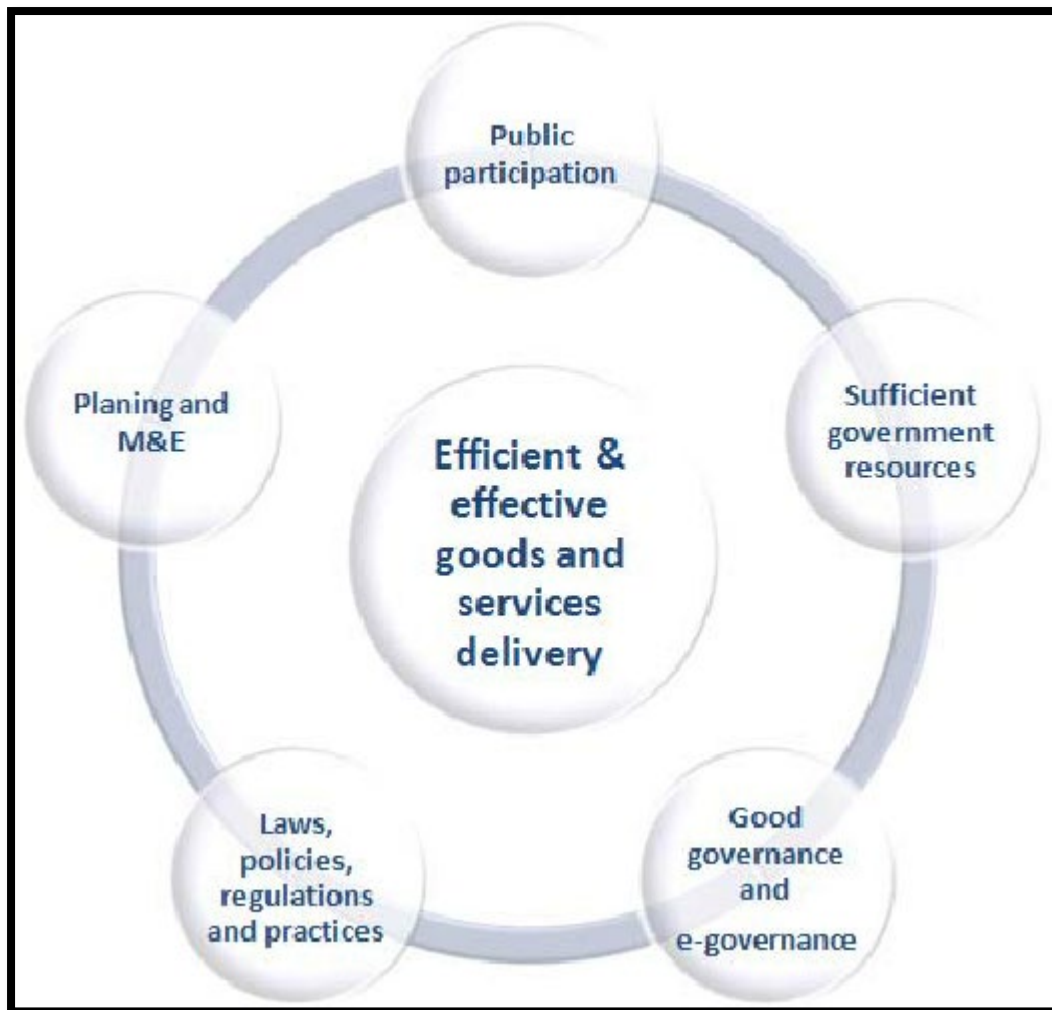 Public
participation
Sufficient
government
resources
Good
governance
and
e-governance
Laws,
policies,
regulations
and practices
Planing and
M&E
Efficient &
effective
goods and
services
delivery